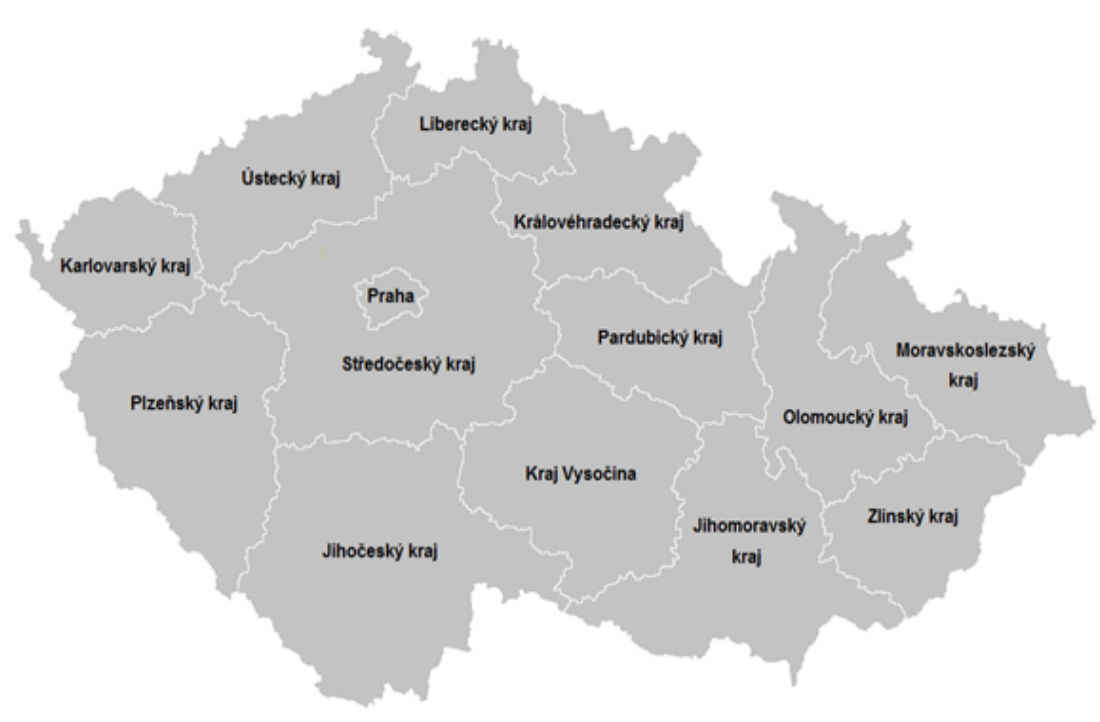 Liberecký kraj
Ústecký kraj
Královéhradecký kraj
Karlovarský kraj
Praha
Pardubický kraj
Středočeský kraj
Moravskoslezský
kraj
Plzeňský kraj
Olomoucký kraj
Kraj Vysočina
Zlínský kraj
Jihomoravský
kraj
Jihočeský kraj